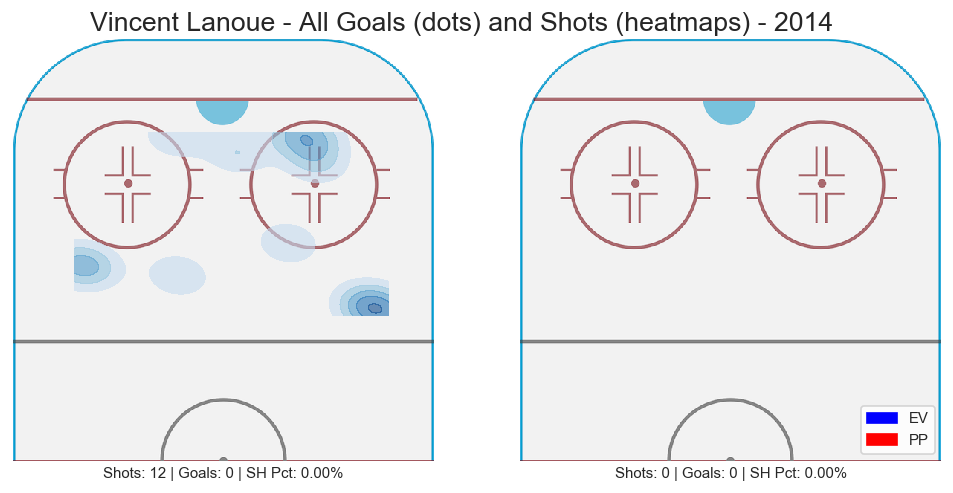 Vincent Lanoue - All Goals (dots) and Shots (heatmaps) - 2014
EV
PP
Shots: 12 | Goals: 0 | SH Pct: 0.00%
Shots: 0 | Goals: 0 | SH Pct: 0.00%